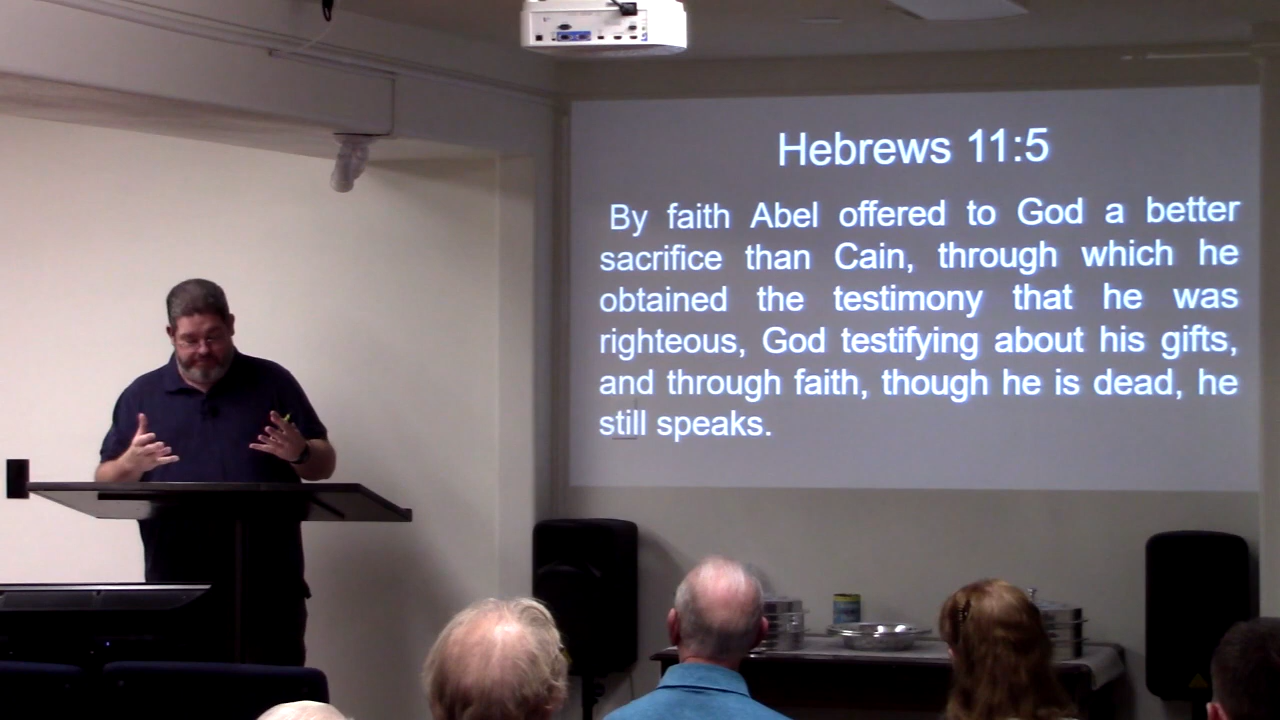 Hebrews 11:5
By faith Abel offered to God a better
sacrifice than Cain, through which he
obtained the testimony that he was
righteous, God testifying about his gifts,
and through faith, though he is dead, he
still speaks.